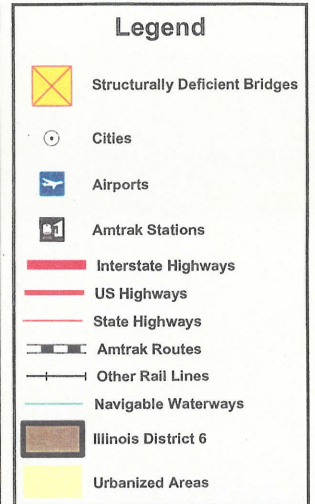 Legend
Structurally Deficient Bridges
Cities
Airports
Amtrak Stations
Interstate Highways
US Highways
State Highways
Amtrak Routes
Other Rail Lines
Navigable Waterways
Illinois District 6
Urbanized Areas